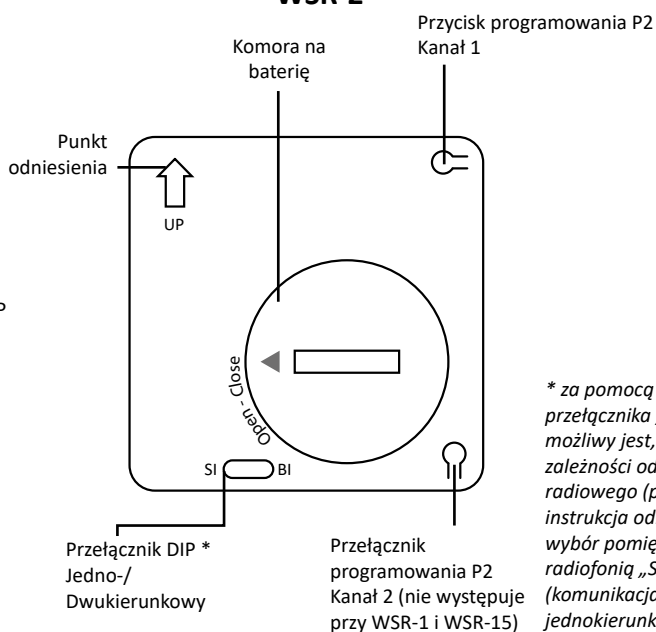 WSR-2
Przycisk programowania P2
Kanał 1
Komora na
baterię
Punkt
odniesienia
UP
P
Open - Close
SI
BI
Przełącznik DIP *
Jedno-/
Dwukierunkowy
Przełącznik
programowania P2
Kanał 2 (nie występuje
przy WSR-1 i WSR-15)
* za pomocą
przełącznika
możliwy jest,
zależności od
radiowego (p
instrukcja od
wybór pomię
radiofonią „S
(komunikacja
jednokierunk